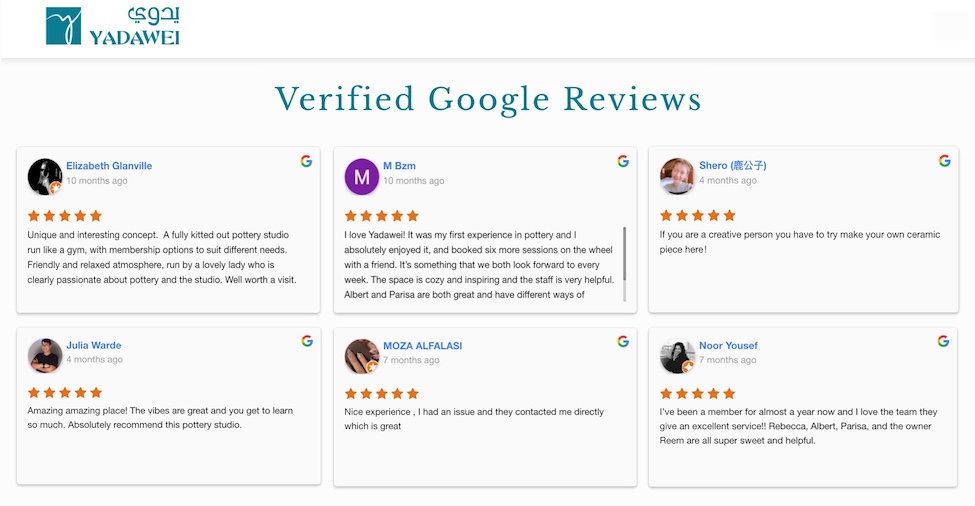 يدوي
YADAWEI
Verified Google Reviews
Elizabeth Glanville
10 months ago
Unique and interesting concept. A fully kitted out pottery studio
run like a gym, with membership options to suit different needs.
Friendly and relaxed atmosphere, run by a lovely lady who is
clearly passionate about pottery and the studio. Well worth a visit.
M
M Bzm
10 months ago
I love Yadawei! It was my first experience in pottery and I
absolutely enjoyed it, and booked six more sessions on the wheel
with a friend. It's something that we both look forward to every
week. The space is cozy and inspiring and the staff is very helpful.
Albert and Parisa are both great and have different ways of
Shero (鹿公子)
4 months ago
If you are a creative person you have to try make your own ceramic
piece here!
Julia Warde
4 months ago
Amazing amazing place! The vibes are great and you get to learn
so much. Absolutely recommend this pottery studio.
MOZA ALFALASI
7 months ago
Nice experience , I had an issue and they contacted me directly
which is great
Noor Yousef
7 months ago
I've been a member for almost a year now and I love the team they
give an excellent service!! Rebecca, Albert, Parisa, and the owner
Reem are all super sweet and helpful.